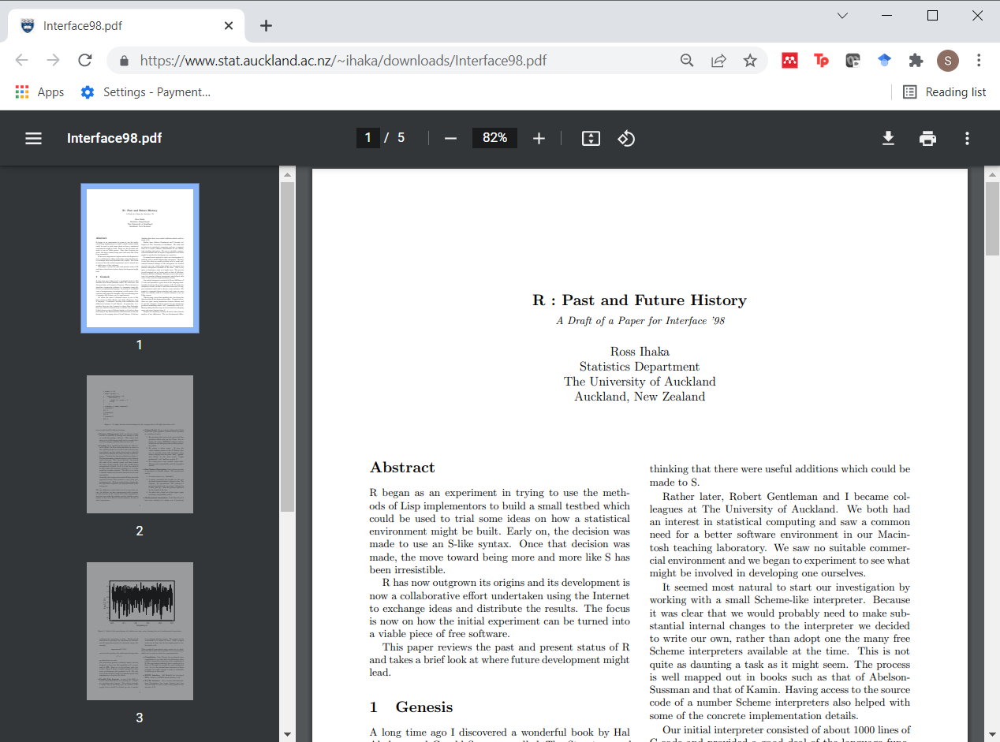 Interface98.pdf
https://www.stat.auckland.ac.nz/~ihaka/downloads/Interface98.pdf
Tp
S
Apps
Settings - Payment...
Reading list
Interface98.pdf
1 / 5
82%
1
2
3
R : Past and Future History
A Draft of a Paper for Interface '98
Ross Ihaka
Statistics Department
The University of Auckland
Auckland, New Zealand
Abstract
R began as an experiment in trying to use the meth-
ods of Lisp implementors to build a small testbed which
could be used to trial some ideas on how a statistical
environment might be built. Early on, the decision was
made to use an S-like syntax. Once that decision was
made, the move toward being more and more like S has
been irresistible.
R has now outgrown its origins and its development is
now a collaborative effort undertaken using the Internet
to exchange ideas and distribute the results. The focus
is now on how the initial experiment can be turned into
a viable piece of free software.
This paper reviews the past and present status of R
and takes a brief look at where future development might
lead.
1 Genesis
A long time ago I discovered a wonderful book by Hal
thinking that there were useful additions which could be
made to S.
Rather later, Robert Gentleman and I became col-
leagues at The University of Auckland. We both had
an interest in statistical computing and saw a common
need for a better software environment in our Macin-
tosh teaching laboratory. We saw no suitable commer-
cial environment and we began to experiment to see what
might be involved in developing one ourselves.
It seemed most natural to start our investigation by
working with a small Scheme-like interpreter. Because
it was clear that we would probably need to make sub-
stantial internal changes to the interpreter we decided
to write our own, rather than adopt one the many free
Scheme interpreters available at the time. This is not
quite as daunting a task as it might seem. The process
is well mapped out in books such as that of Abelson-
Sussman and that of Kamin. Having access to the source
code of a number Scheme interpreters also helped with
some of the concrete implementation details.
Our initial interpreter consisted of about 1000 lines of